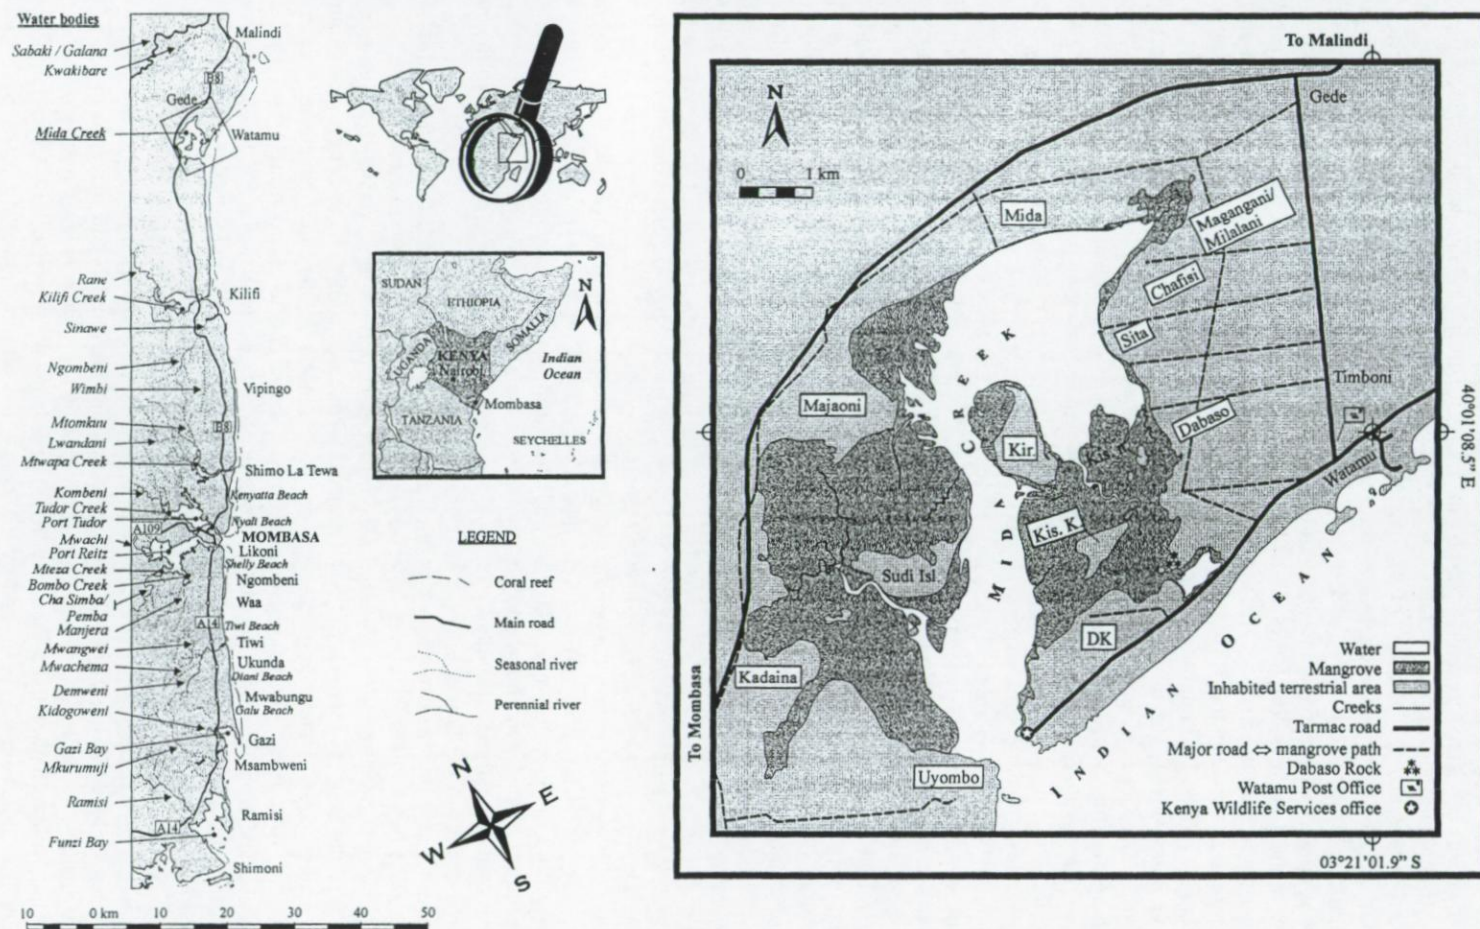 Water bodies
Sabaki / Galana
Kwakibare
Mida Creek
Rane
Kilifi Creek
Sinawe
Ngombeni
Wimbi
Mtomkuu
Lwandani
Mtwapa Creek
Kombeni
Tudor Creek
Port Tudor
A109
Mwachi
Port Reitz
Mteza Creek
Bombo Creek
Cha Simba/
Pemba
Manjera
Mwangwei
Mwachema
Demweni
Kidogoweni
Gazi Bay
Mkurumuji
Ramisi
A14
Funzi Bay
Malindi
B8
Gede
Watamu
Kilifi
Vipingo
B8
Shimo La Tewa
Kenyatta Beach
Nyali Beach
MOMBASA
Likoni
Shelly Beach
Ngombeni
Waa
A14
Tiwi Beach
Tiwi
Ukunda
Diani Beach
Mwabungu
Galu Beach
Gazi
Msambweni
Ramisi
Shimoni
10 0 km 10 20 30 40 50
SUDAN
ETHIOPIA
SOMALIA
N
UGANDA
KENYA
Nairobi
Indian
Ocean
Mombasa
TANZANIA
SEYCHELLES
LEGEND
Coral reef
Main road
Seasonal river
Perennial river
N
E
W
S
To Malindi
N
0 1 km
Gede
Mida
Magangani/
Milalani
Chafisi
Sita
Timboni
Majaoni
Dabaso
Kir.
Kis. K.
Watamu
Sudi Isl.
MIDA CREEK
DK
Kadaina
Uyombo
INDIAN OCEAN
To Mombasa
Water
Mangrove
Inhabited terrestrial area
Creeks
Tarmac road
Major road ⇔ mangrove path
Dabaso Rock
Watamu Post Office
Kenya Wildlife Services office
40°01'08.5" E
03°21'01.9" S